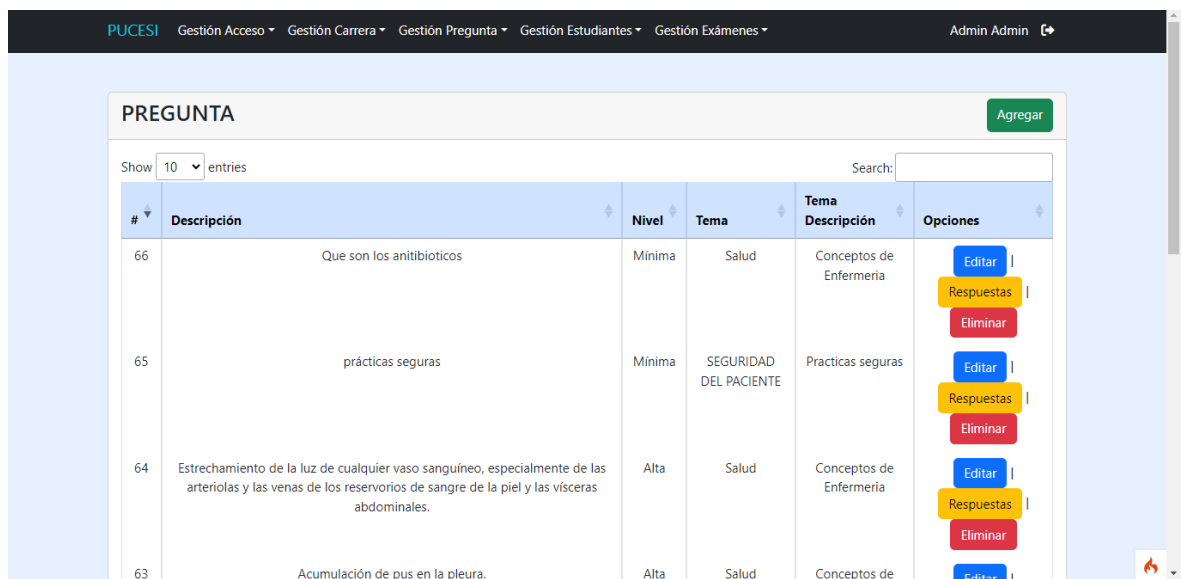 PUCESI Gestión Acceso Gestión Carrera Gestión Pregunta Gestión Estudiantes Gestión Exámenes Admin Admin
PREGUNTA Agregar
Show 10 entries Search:
# Descripción Nivel Tema Tema Descripción Opciones
66 Que son los anitibioticos Mínima Salud Conceptos de Editar |
Enfermeria
Respuestas |
Eliminar
65 prácticas seguras Mínima SEGURIDAD Practicas seguras Editar |
DEL PACIENTE
Respuestas |
Eliminar
64 Estrechamiento de la luz de cualquier vaso sanguíneo, especialmente de las Alta Salud Conceptos de Editar |
arteriolas y las venas de los reservorios de sangre de la piel y las vísceras Enfermeria
abdominales. Respuestas |
Eliminar
63 Acumulación de pus en la pleura. Alta Salud Conceptos de Editar |